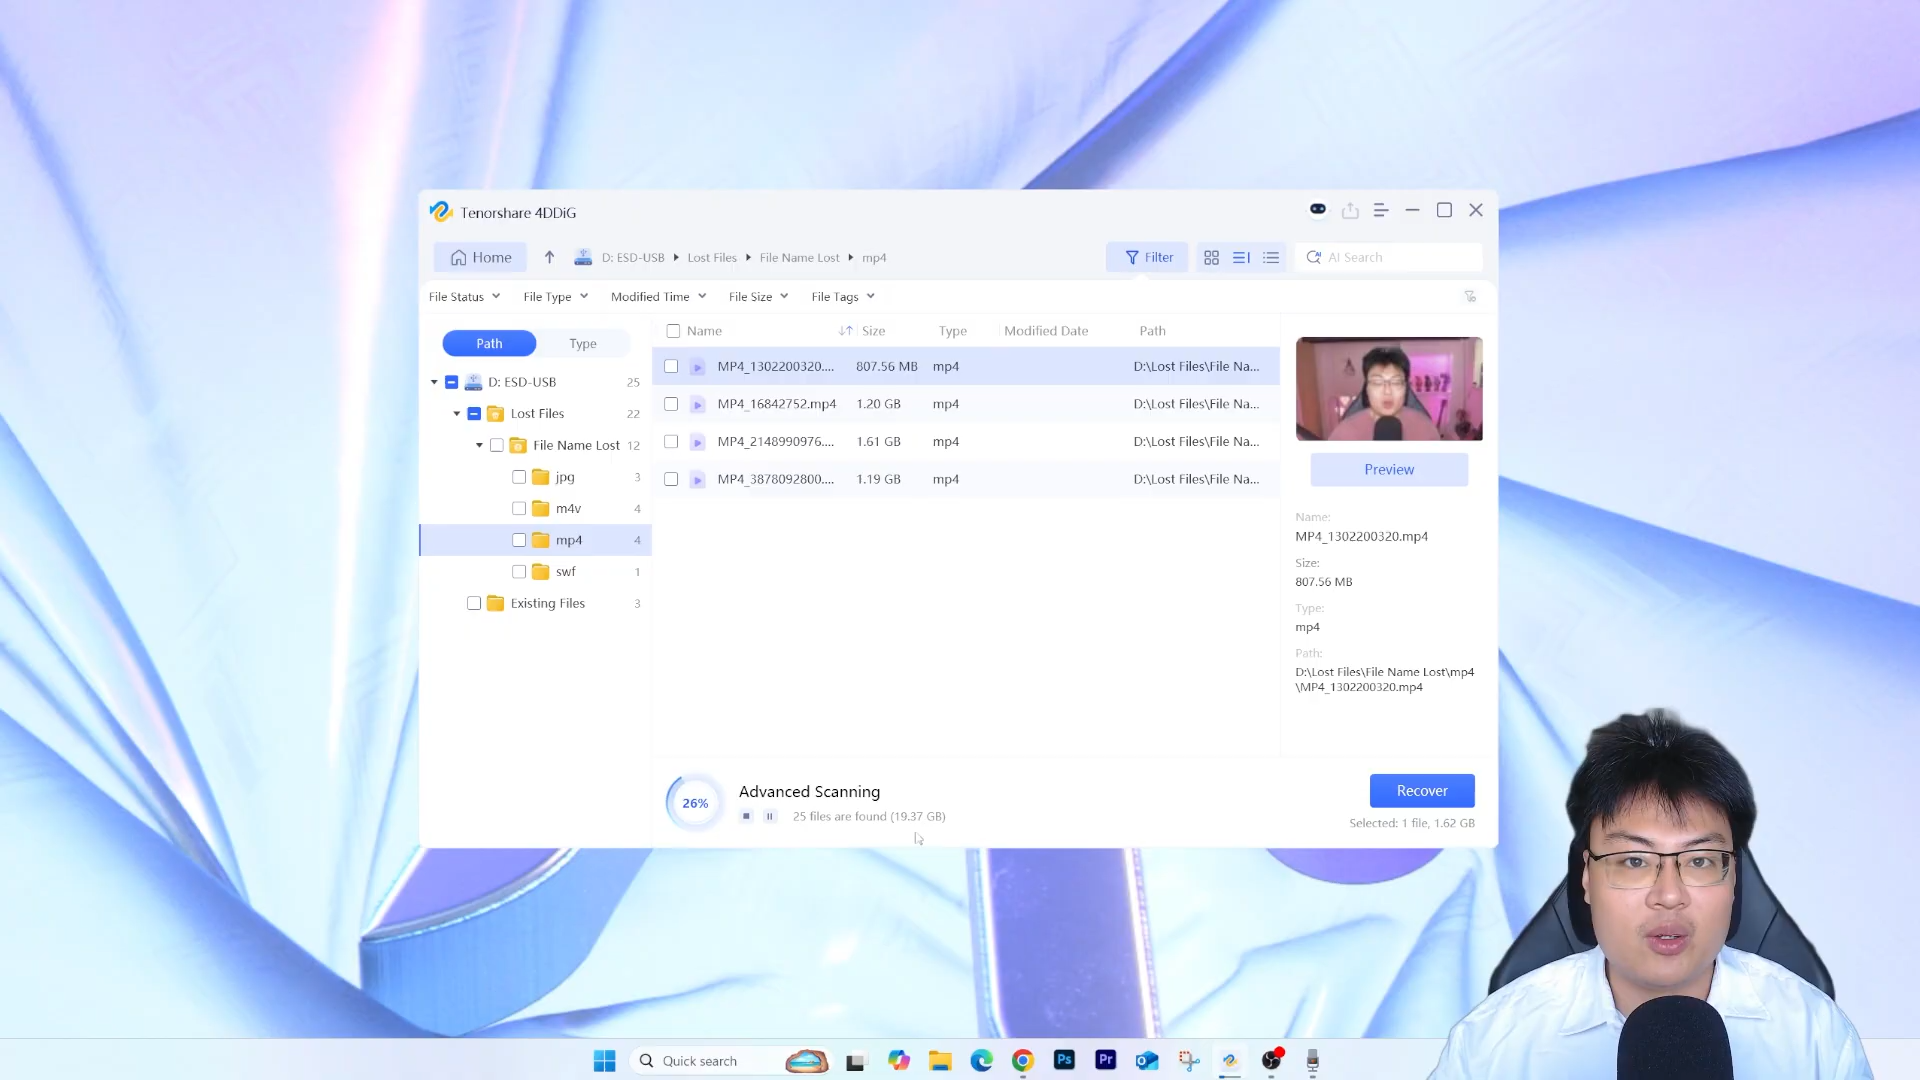 Tenorshare 4DDiG
Home
D: ESD-USB
Lost Files
File Name Lost
mp4
Filter
AI Search
File Status
File Type
Modified Time
File Size
File Tags
Path
Type
Name
Size
Type
Modified Date
Path
D: ESD-USB 25
Lost Files 22
File Name Lost 12
jpg 3
m4v 4
mp4 4
swf 1
Existing Files 3
MP4_1302200320.... 807.56 MB mp4 D:\Lost Files\File Na...
MP4_16842752.mp4 1.20 GB mp4 D:\Lost Files\File Na...
MP4_2148990976.... 1.61 GB mp4 D:\Lost Files\File Na...
MP4_3878092800.... 1.19 GB mp4 D:\Lost Files\File Na...
Preview
Name:
MP4_1302200320.mp4
Size:
807.56 MB
Type:
mp4
Path:
D:\Lost Files\File Name Lost\mp4
\MP4_1302200320.mp4
26%
Advanced Scanning
25 files are found (19.37 GB)
Recover
Selected: 1 file, 1.62 GB
Quick search
Ps
Pr